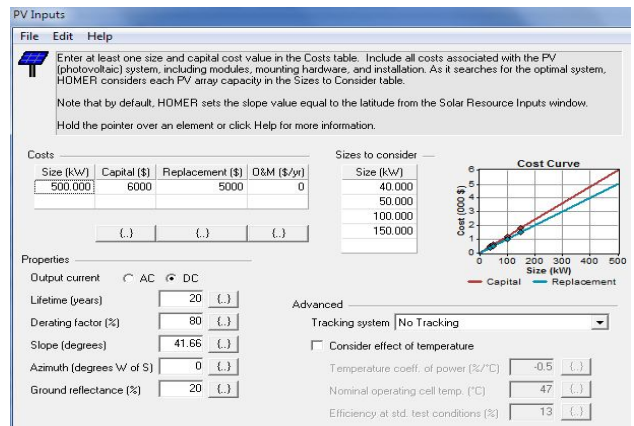 PV Inputs
File Edit Help
Enter at least one size and capital cost value in the Costs table. Include all costs associated with the PV
(photovoltaic) system, including modules, mounting hardware, and installation. As it searches for the optimal system,
HOMER considers each PV array capacity in the Sizes to Consider table.
Note that by default, HOMER sets the slope value equal to the latitude from the Solar Resource Inputs window.
Hold the pointer over an element or click Help for more information.
Costs
Size (kW) Capital ($) Replacement ($) O&M ($/yr)
500.000 6000 5000 0
{..} {..} {..}
Sizes to consider
Size (kW)
40.000
50.000
100.000
150.000
Cost Curve
Cost (000 $)
6
5
4
3
2
1
0
0 100 200 300 400 500
Size (kW)
Capital Replacement
Properties
Output current AC DC
Lifetime (years) 20 {..}
Derating factor (%) 80 {..}
Slope (degrees) 41.66 {..}
Azimuth (degrees W of S) 0 {..}
Ground reflectance (%) 20 {..}
Advanced
Tracking system No Tracking
Consider effect of temperature
Temperature coeff. of power (%/°C) -0.5 {..}
Nominal operating cell temp. (°C) 47 {..}
Efficiency at std. test conditions (%) 13 {..}